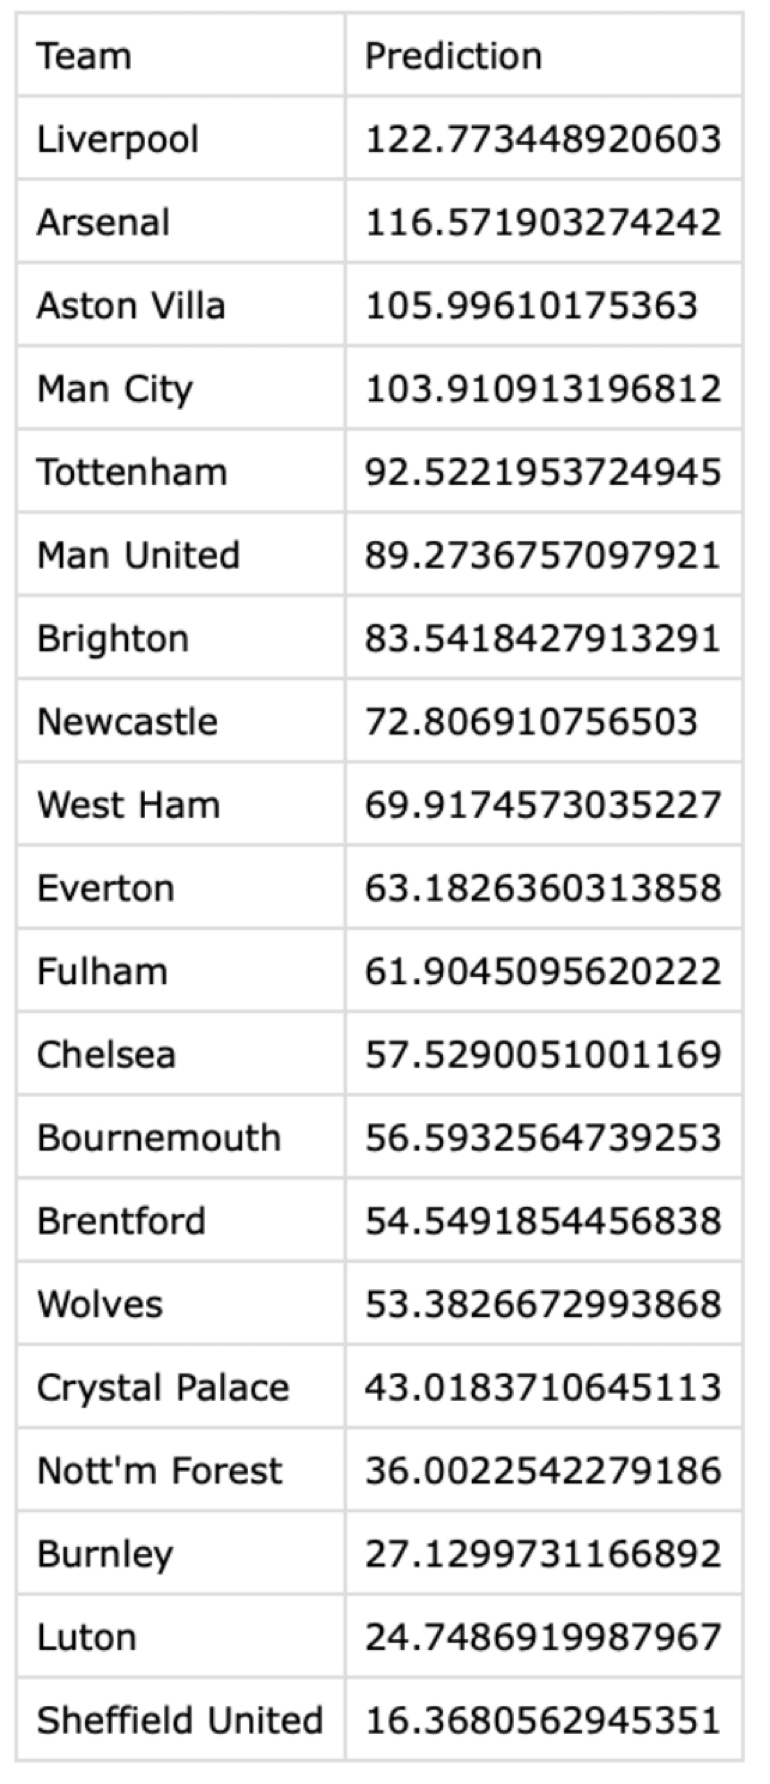 Team Prediction
Liverpool 122.773448920603
Arsenal 116.571903274242
Aston Villa 105.99610175363
Man City 103.910913196812
Tottenham 92.5221953724945
Man United 89.2736757097921
Brighton 83.5418427913291
Newcastle 72.806910756503
West Ham 69.9174573035227
Everton 63.1826360313858
Fulham 61.9045095620222
Chelsea 57.5290051001169
Bournemouth 56.5932564739253
Brentford 54.5491854456838
Wolves 53.3826672993868
Crystal Palace 43.0183710645113
Nott'm Forest 36.0022542279186
Burnley 27.1299731166892
Luton 24.7486919987967
Sheffield United 16.3680562945351